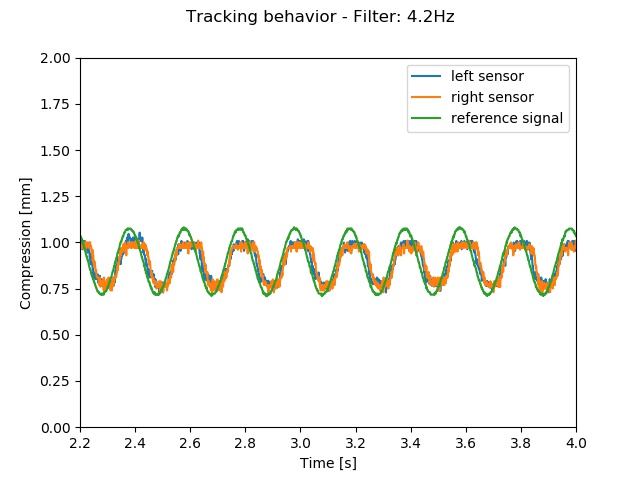 Tracking behavior - Filter: 4.2Hz
left sensor
right sensor
reference signal
Compression [mm]
2.00
1.75
1.50
1.25
1.00
0.75
0.50
0.25
0.00
2.2 2.4 2.6 2.8 3.0 3.2 3.4 3.6 3.8 4.0
Time [s]